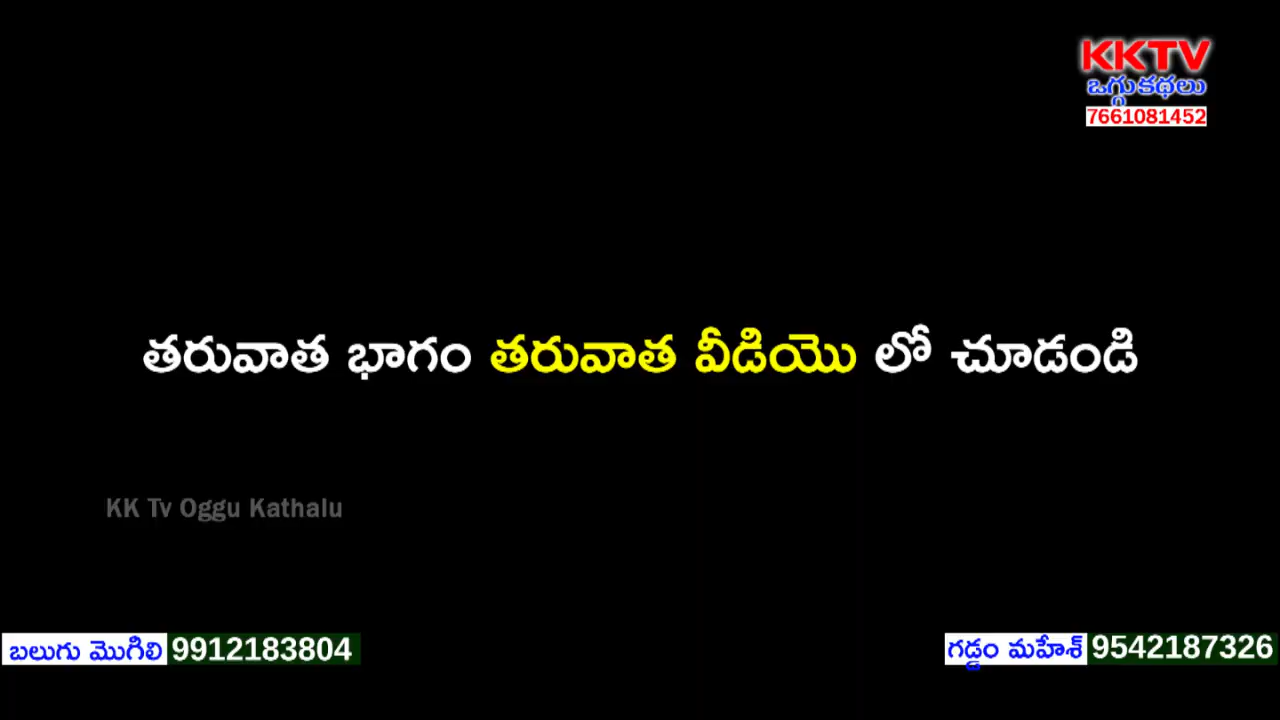 KKTV
ఒగ్గుకథలు
7661081452
తరువాత భాగం తరువాత వీడియొ లో చూడండి
KK Tv Oggu Kathalu
బలుగు మొగిలి 9912183804
గడ్డం మహేశ్ 9542187326